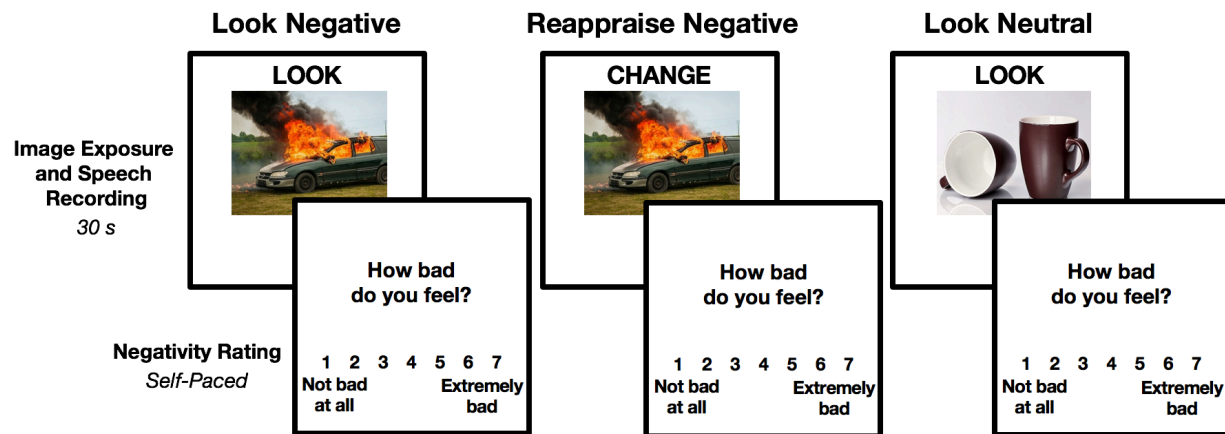 Look Negative
Reappraise Negative
Look Neutral
LOOK
CHANGE
LOOK
Image Exposure
and Speech
Recording
30 s
How bad
do you feel?
How bad
do you feel?
How bad
do you feel?
Negativity Rating
Self-Paced
1 2 3 4 5 6 7
Not bad
at all
Extremely
bad
1 2 3 4 5 6 7
Not bad
at all
Extremely
bad
1 2 3 4 5 6 7
Not bad
at all
Extremely
bad